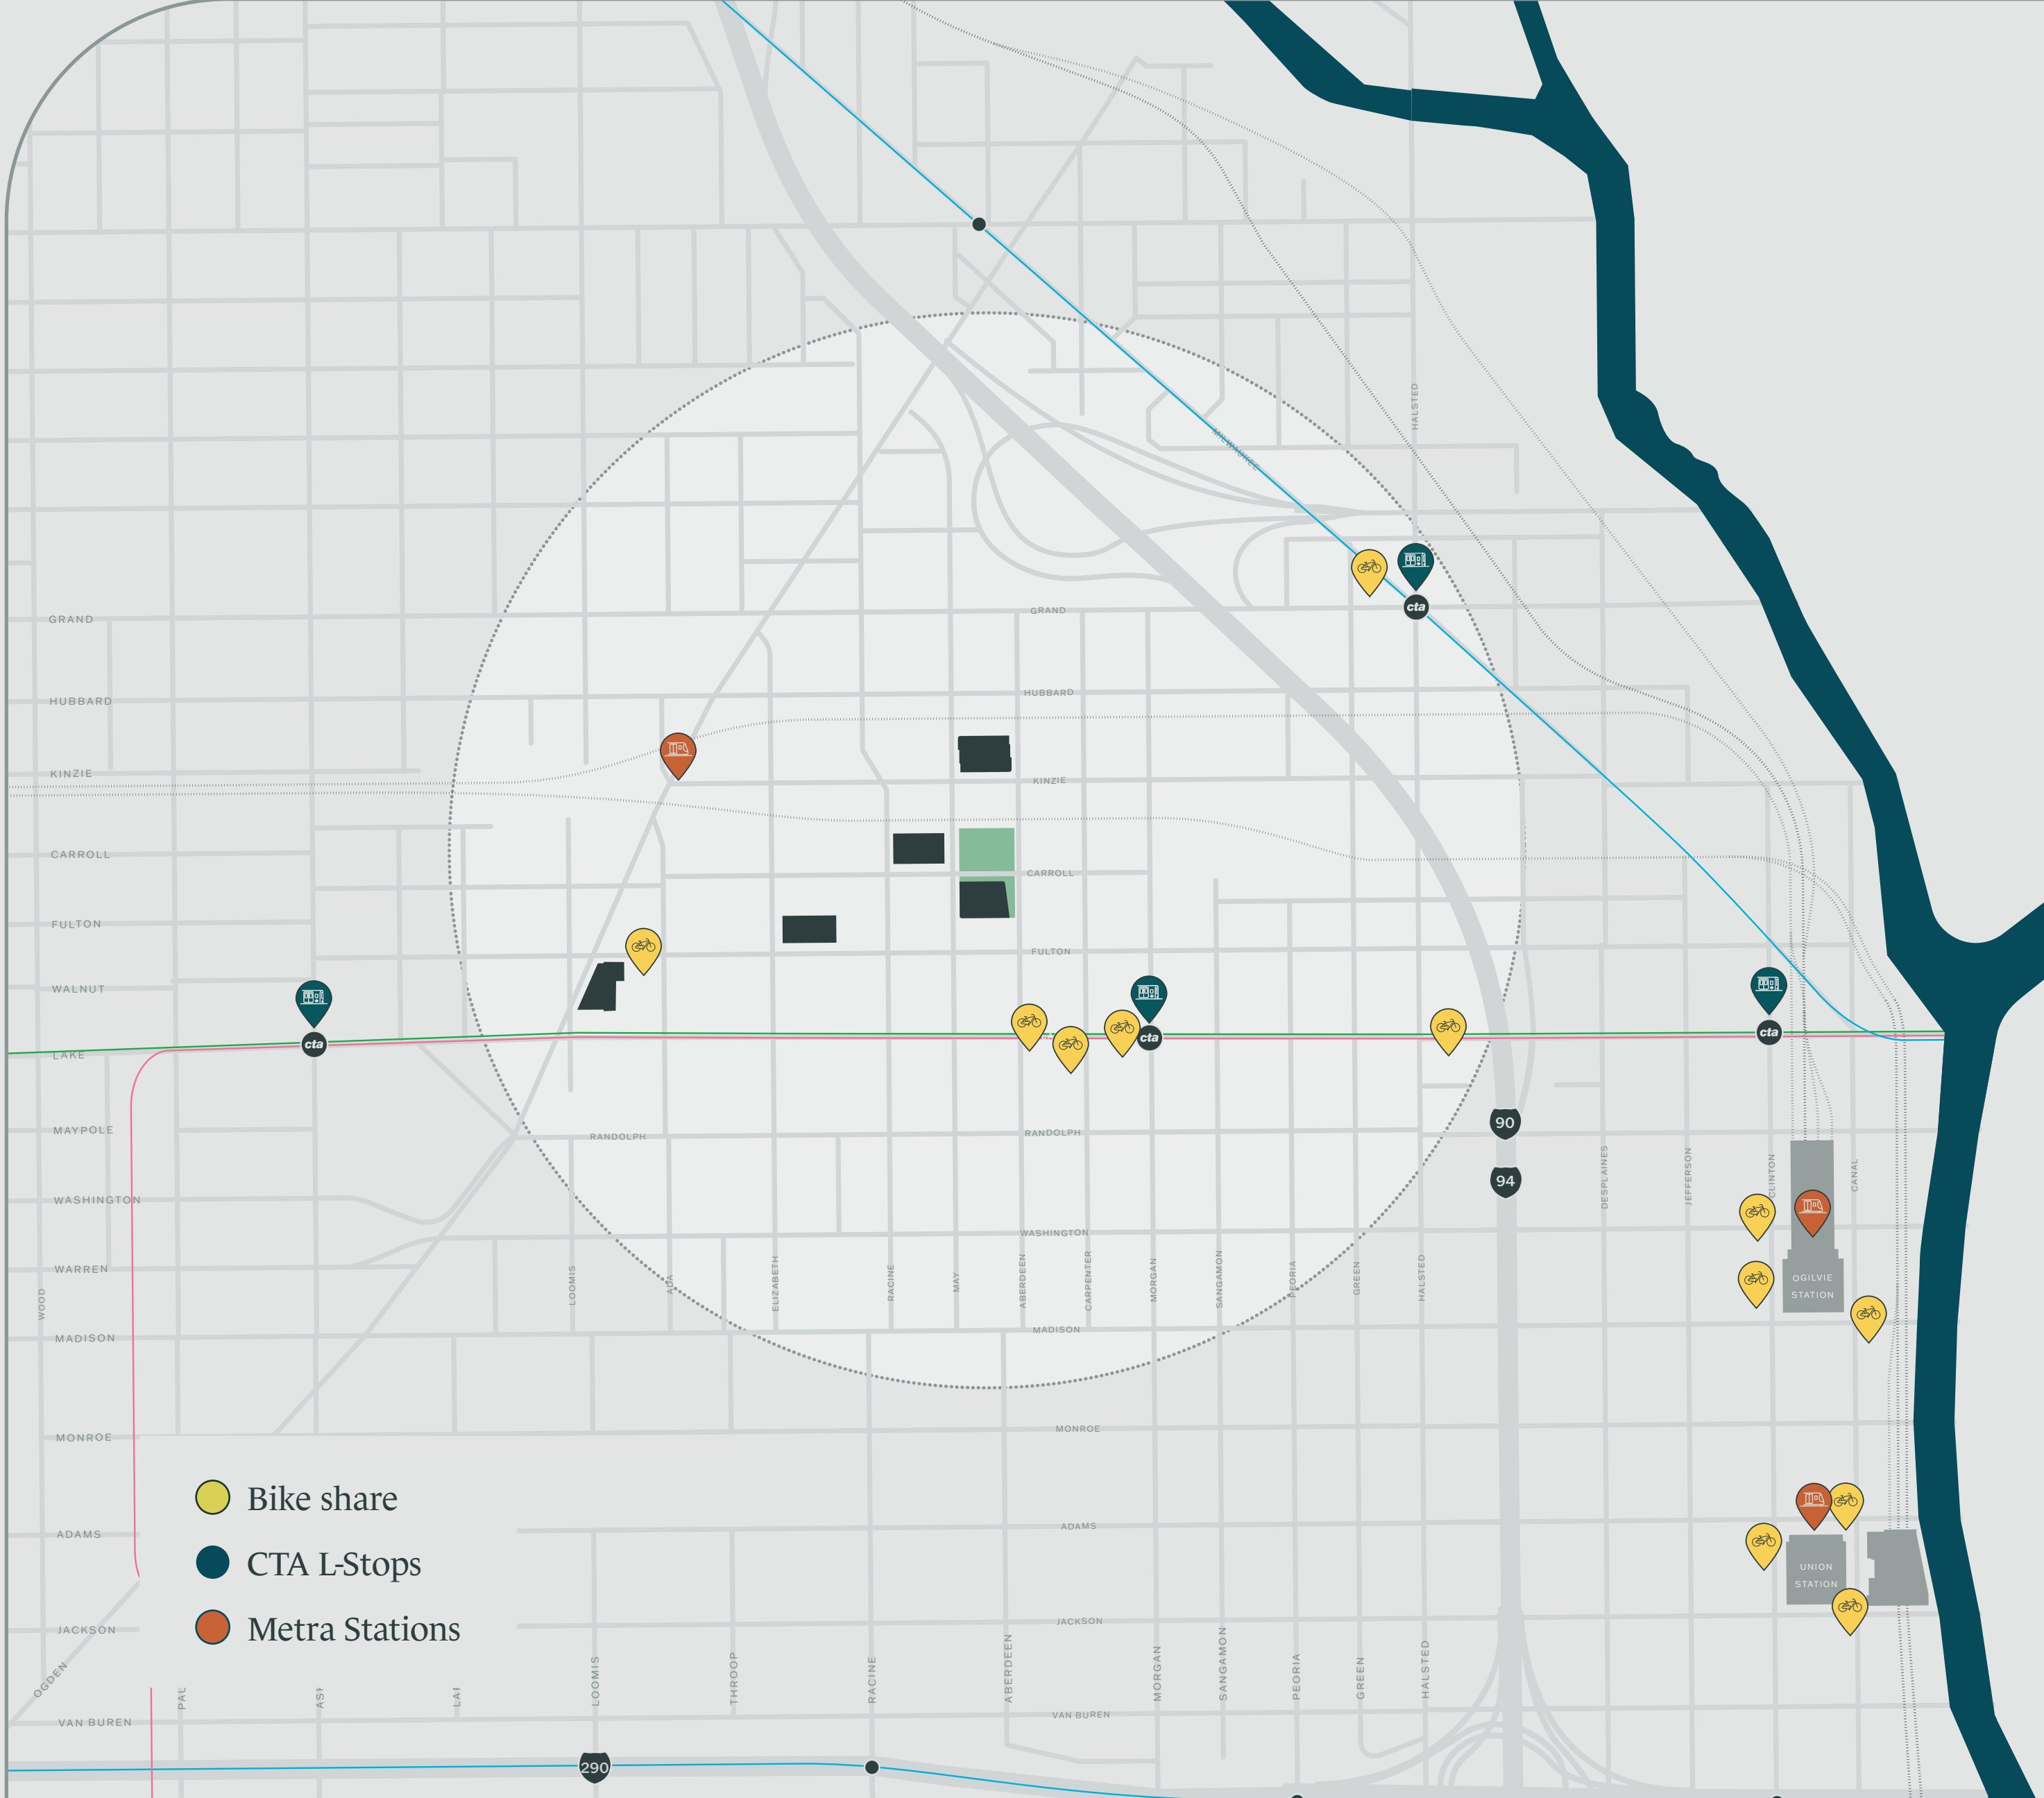 HALSTED
MILWAUKEE
cta
GRAND
GRAND
HUBBARD
HUBBARD
KINZIE
KINZIE
CARROLL
CARROLL
FULTON
FULTON
WALNUT
cta
cta
cta
LAKE
90
MAYPOLE
RANDOLPH
RANDOLPH
94
DESPLAINES
JEFFERSON
CLINTON
CANAL
WASHINGTON
WASHINGTON
WARREN
WOOD
LOOMIS
ADA
ELIZABETH
RACINE
MAY
ABERDEEN
CARPENTER
MORGAN
SANGAMON
PEORIA
GREEN
HALSTED
OGILVIE
STATION
MADISON
MADISON
MONROE
MONROE
Bike share
ADAMS
ADAMS
CTA L-Stops
UNION
STATION
Metra Stations
JACKSON
JACKSON
OGDEN
PAL
LOOMIS
THROOP
RACINE
ABERDEEN
MORGAN
SANGAMON
PEORIA
GREEN
HALSTED
VAN BUREN
VAN BUREN
290